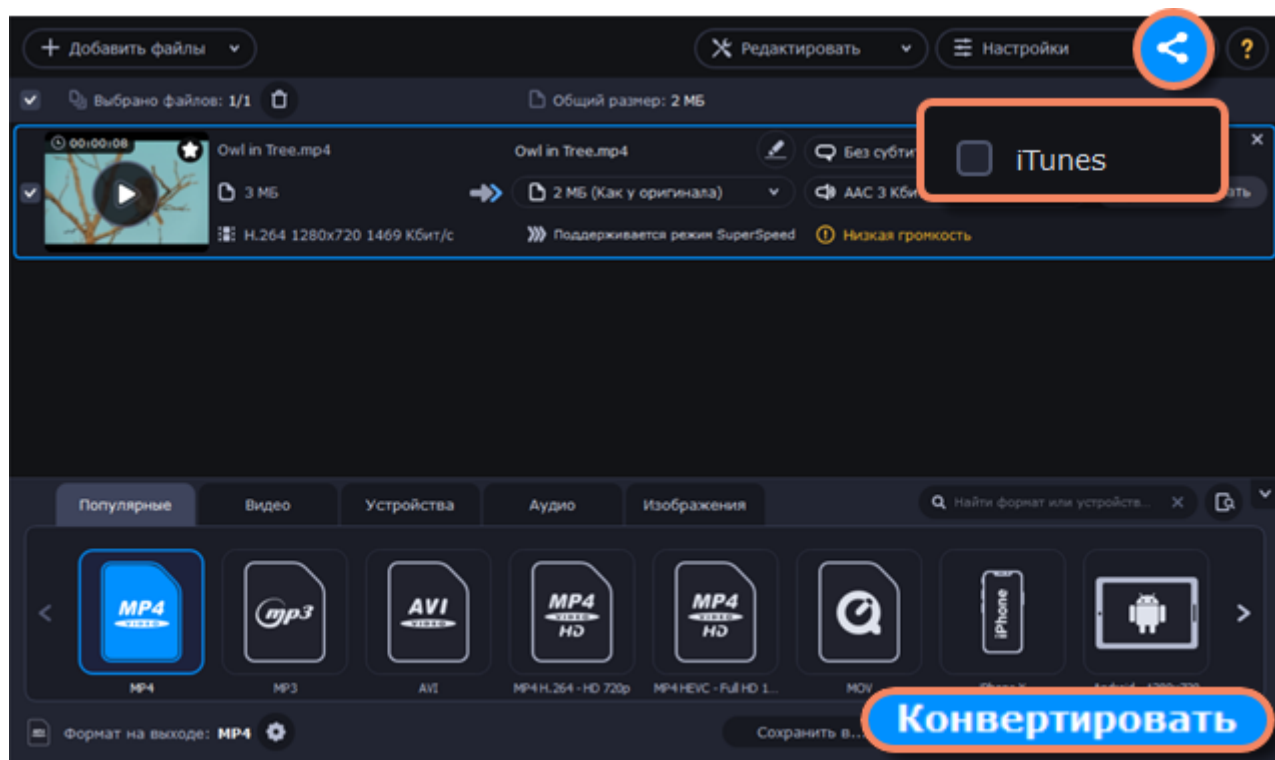 + Добавить файлы
Редактировать
Настройки
?
Выбрано файлов: 1/1
Общий размер: 2 МБ
00:00:08
Owl in Tree.mp4
Owl in Tree.mp4
iTunes
3 МБ
2 МБ (Как у оригинала)
AAC 3
H.264 1280x720 1469 Кбит/с
Поддерживается режим SuperSpeed
Низкая громкость
Популярные
Видео
Устройства
Аудио
Изображения
Найти формат или устройств...
MP4
VIDEO
mp3
AVI
VIDEO
MP4
VIDEO
HD
MP4
VIDEO
HD
iPhone
MP4
MP3
AVI
MP4 H.264 - HD 720p
MP4 HEVC - Full HD 1...
MOV
Формат на выходе: MP4
Сохранить в...
Конвертировать